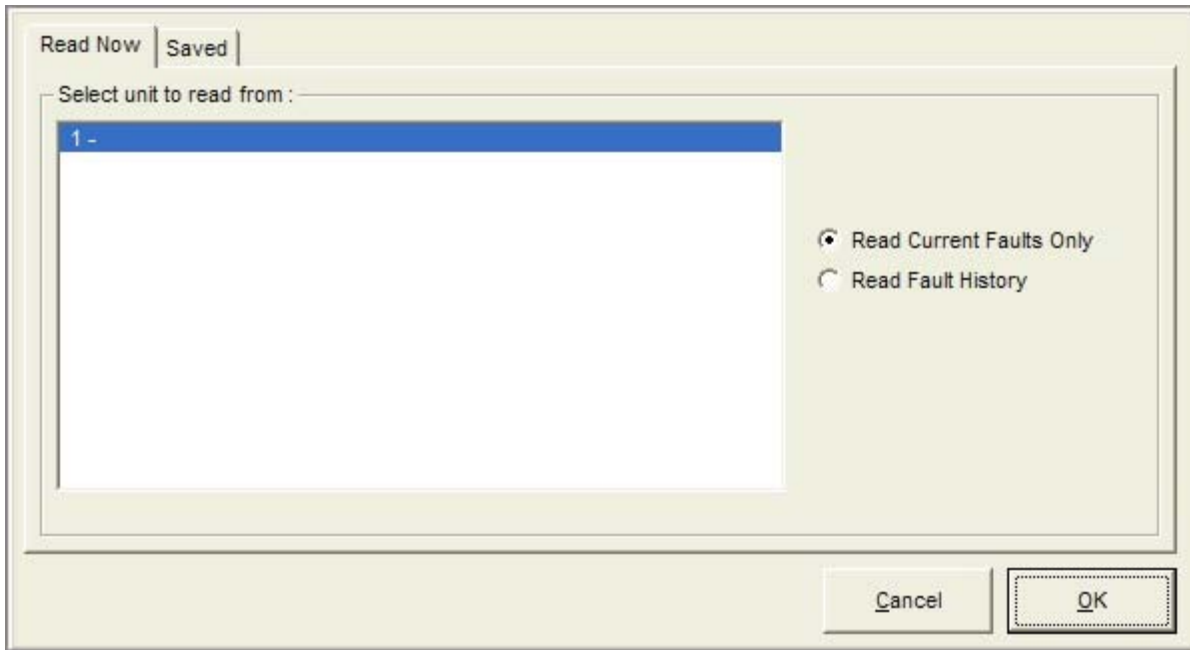 Read Now
Saved
Select unit to read from :
1 -
Read Current Faults Only
Read Fault History
Cancel
OK